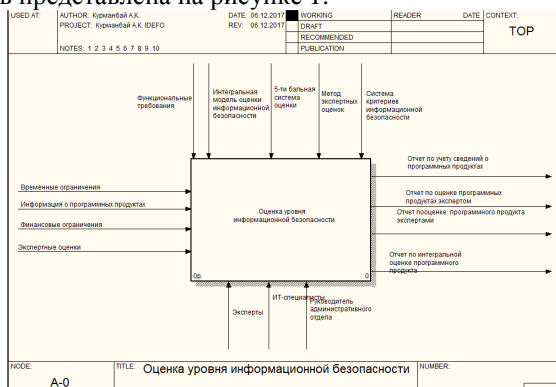 в представлена на рисунке 1.
USED AT:
AUTHOR: Курманбай А.К.
DATE: 06.12.2017
WORKING
READER
DATE
CONTEXT:
PROJECT: Курманбай А.К. IDEFO
REV: 06.12.2017
DRAFT
TOP
RECOMMENDED
NOTES: 1 2 3 4 5 6 7 8 9 10
PUBLICATION
Функциональные
требования
Интегральная
модель оценки
информационной
безопасности
5-ти бальная
система
оценки
Метод
экспертных
оценок
Система
критериев
информационной
безопасности
Временные ограничения
Информация о программных продуктах
Финансовые ограничения
Экспертные оценки
Оценка уровня
информационной безопасности
0р.
0
Отчет по учету сведений о
программных продуктах
Отчет по оценке программных
продуктах экспертом
Отчет пооценке программного продукта
экспертами
Отчет по интегральной
оценке программного
продукта
Эксперты
ИТ-специалисты
Руководитель
административного
отдела
NODE:
A-0
TITLE:
Оценка уровня информационной безопасности
NUMBER: